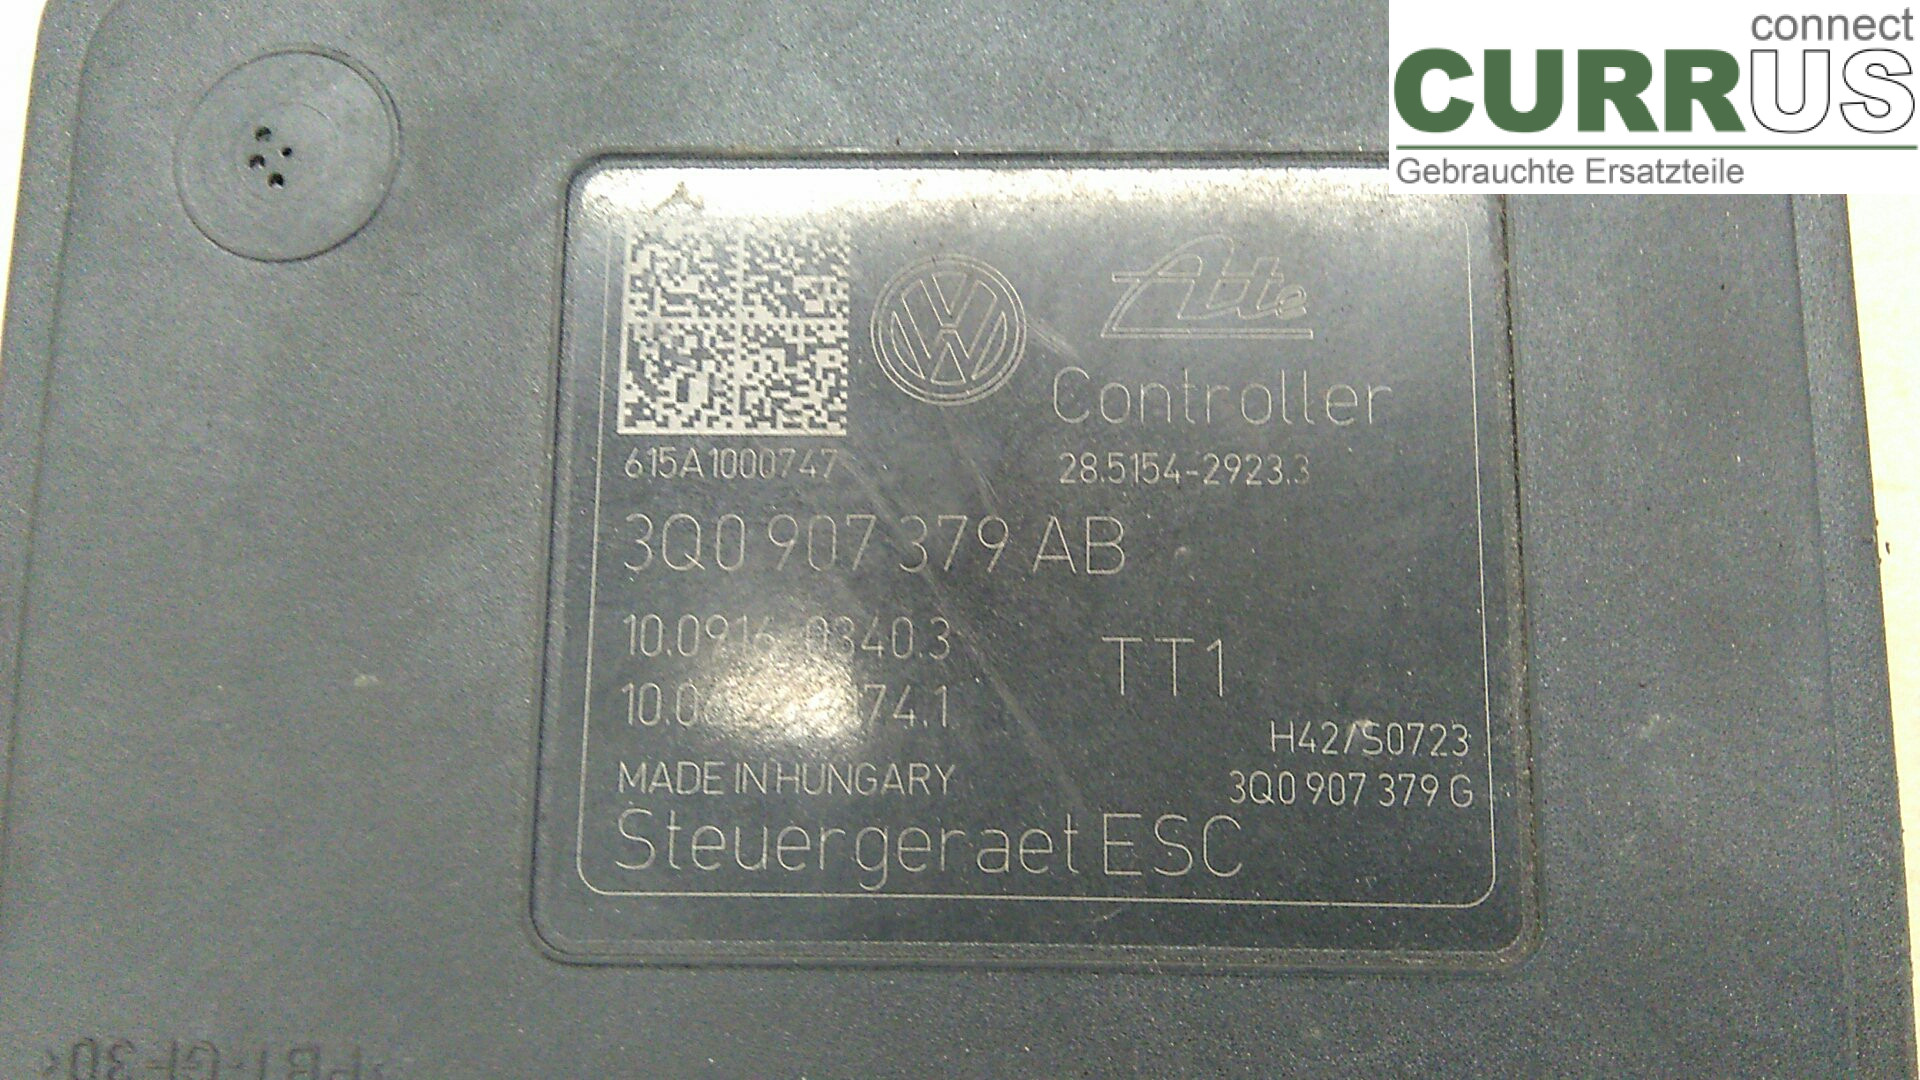 connect
CURRUS
Gebrauchte Ersatzteile
Ate
Controller
615A1000747
28.5154-2923.3
3Q0 907 379 AB
TT1
H42/S0723
MADE IN HUNGARY
3Q0 907 379 G
Steuergeraet ESC